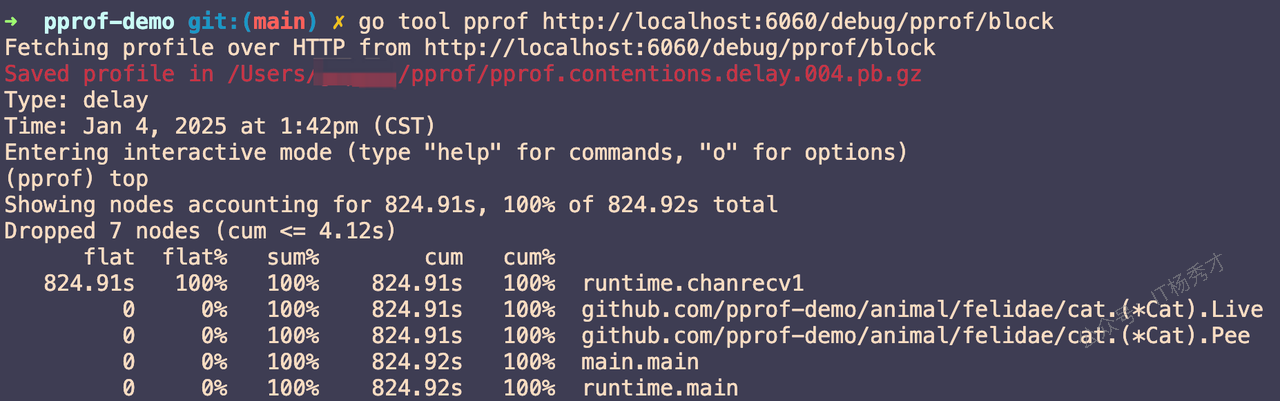 ➜ pprof-demo git:(main) ✗ go tool pprof http://localhost:6060/debug/pprof/block
Fetching profile over HTTP from http://localhost:6060/debug/pprof/block
Saved profile in /Users/ /pprof/pprof.contentions.delay.004.pb.gz
Type: delay
Time: Jan 4, 2025 at 1:42pm (CST)
Entering interactive mode (type "help" for commands, "o" for options)
(pprof) top
Showing nodes accounting for 824.91s, 100% of 824.92s total
Dropped 7 nodes (cum <= 4.12s)
flat flat% sum% cum cum%
824.91s 100% 100% 824.91s 100% runtime.chanrecv1
0 0% 100% 824.91s 100% github.com/pprof-demo/animal/felidae/cat.(*Cat).Live
0 0% 100% 824.91s 100% github.com/pprof-demo/animal/felidae/cat.(*Cat).Pee
0 0% 100% 824.92s 100% main.main
0 0% 100% 824.92s 100% runtime.main
IT杨秀才